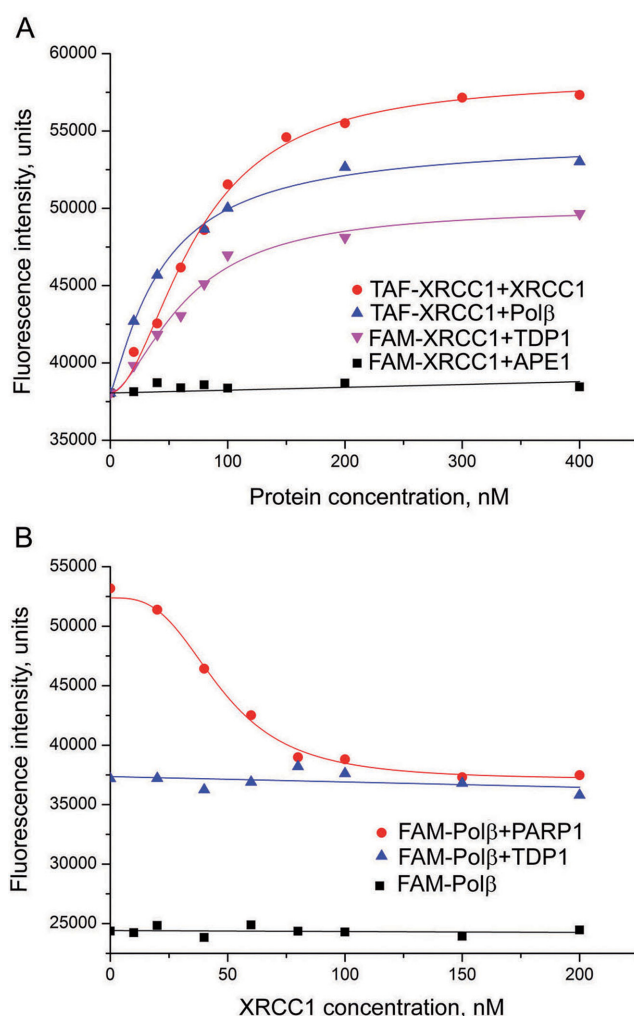 A
60000
55000
50000
45000
40000
35000
Fluorescence intensity, units
TAF-XRCC1+XRCC1
TAF-XRCC1+Polβ
FAM-XRCC1+TDP1
FAM-XRCC1+APE1
0 100 200 300 400
Protein concentration, nM
B
55000
50000
45000
40000
35000
30000
25000
Fluorescence intensity, units
FAM-Polβ+PARP1
FAM-Polβ+TDP1
FAM-Polβ
0 50 100 150 200
XRCC1 concentration, nM